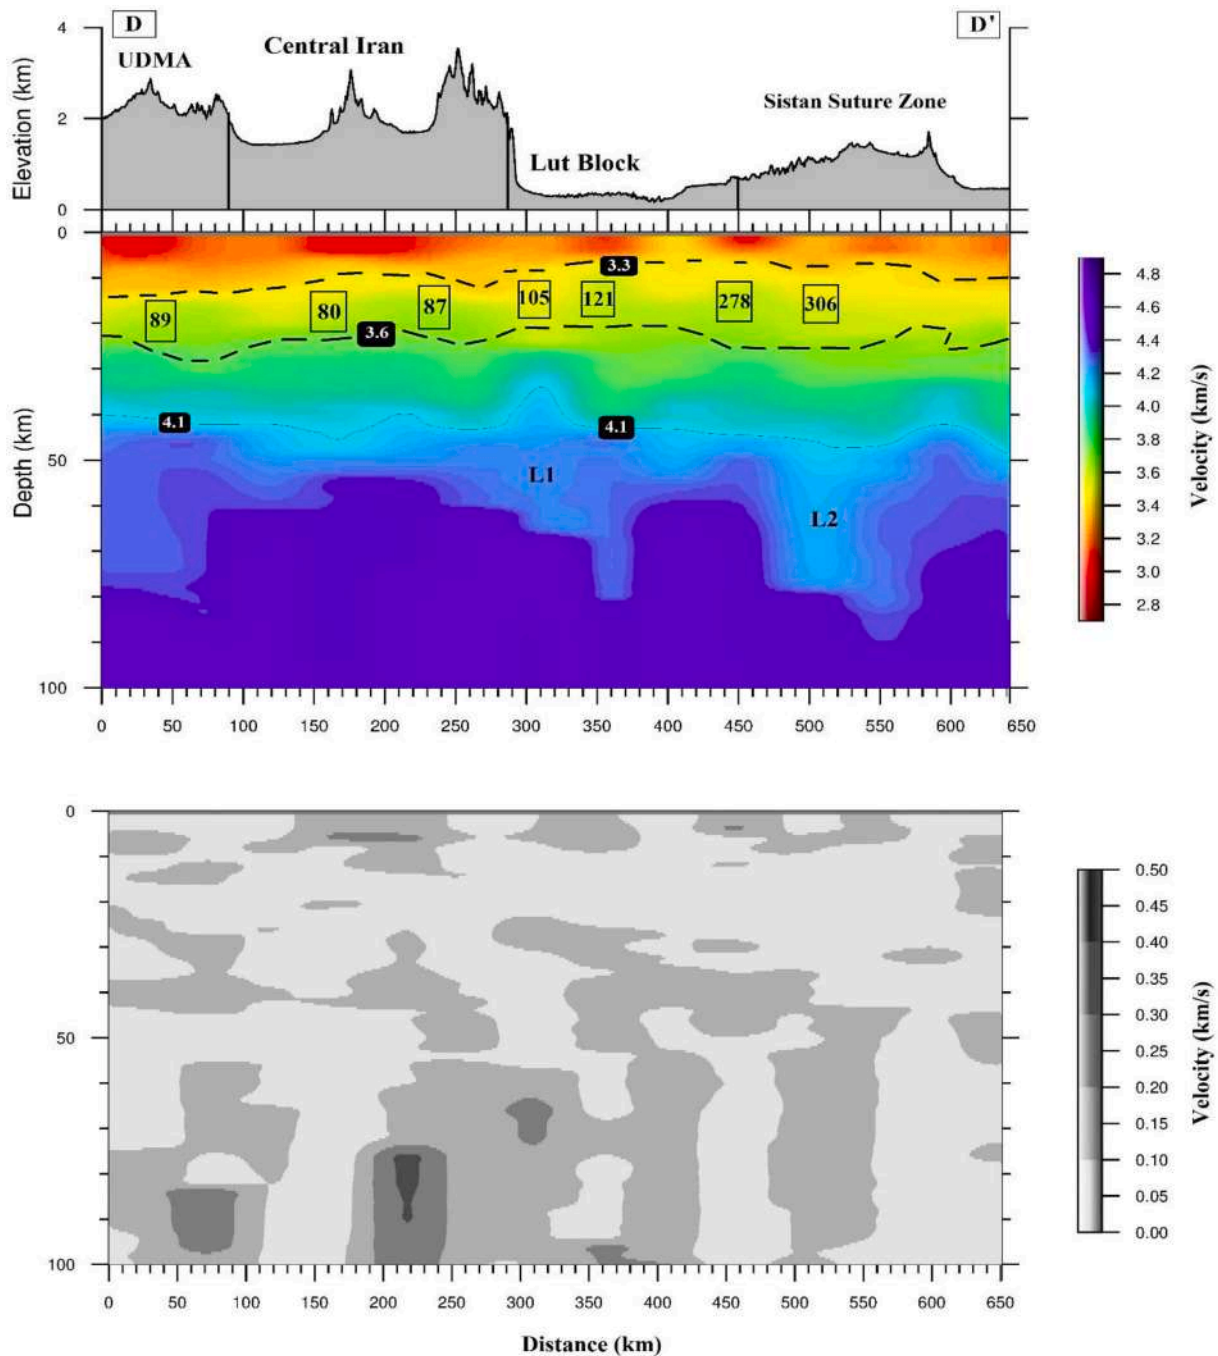 D
D'
UDMA
Central Iran
Sistan Suture Zone
Lut Block
Elevation (km)
4
2
0
Depth (km)
0
50
100
3.3
89
80
87
105
121
278
306
3.6
4.1
4.1
L1
L2
0 50 100 150 200 250 300 350 400 450 500 550 600 650
4.8
4.6
4.4
4.2
4.0
3.8
3.6
3.4
3.2
3.0
2.8
Velocity (km/s)
0
50
100
0 50 100 150 200 250 300 350 400 450 500 550 600 650
Distance (km)
0.50
0.45
0.40
0.35
0.30
0.25
0.20
0.15
0.10
0.05
0.00
Velocity (km/s)